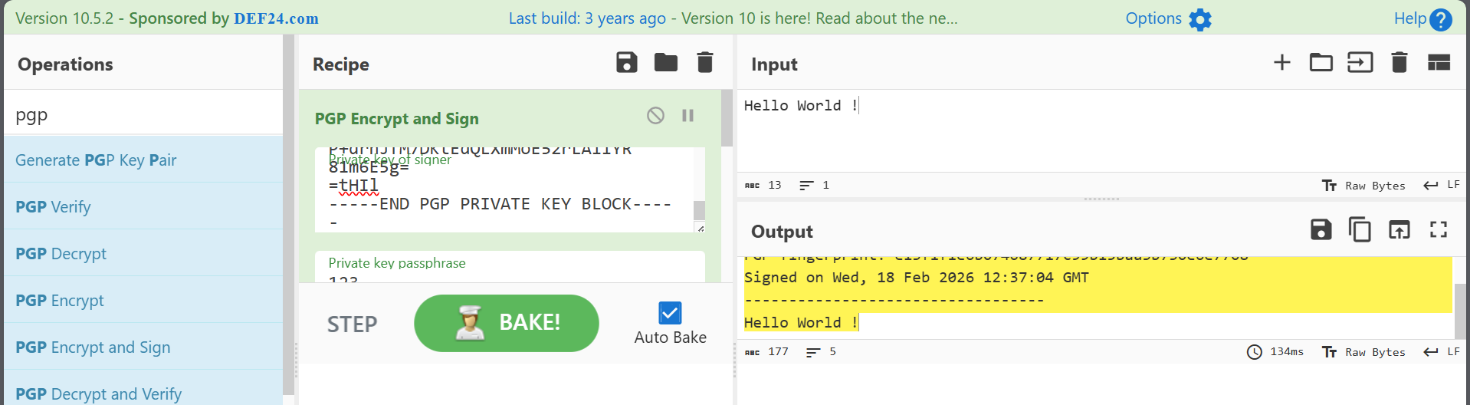 Version 10.5.2 - Sponsored by DEF24.com
Last build: 3 years ago - Version 10 is here! Read about the ne...
Options
Help
Operations
pgp
Generate PGP Key Pair
PGP Verify
PGP Decrypt
PGP Encrypt
PGP Encrypt and Sign
PGP Decrypt and Verify
Recipe
PGP Encrypt and Sign
Private key of signer
81m6E5g=
=tHIl
-----END PGP PRIVATE KEY BLOCK----
-
Private key passphrase
123
STEP
BAKE!
Auto Bake
Input
Hello World !
ABC 13
1
Tr Raw Bytes
LF
Output
Signed on Wed, 18 Feb 2026 12:37:04 GMT
----------------------------------
Hello World !
ABC 177
5
134ms
Tr Raw Bytes
LF